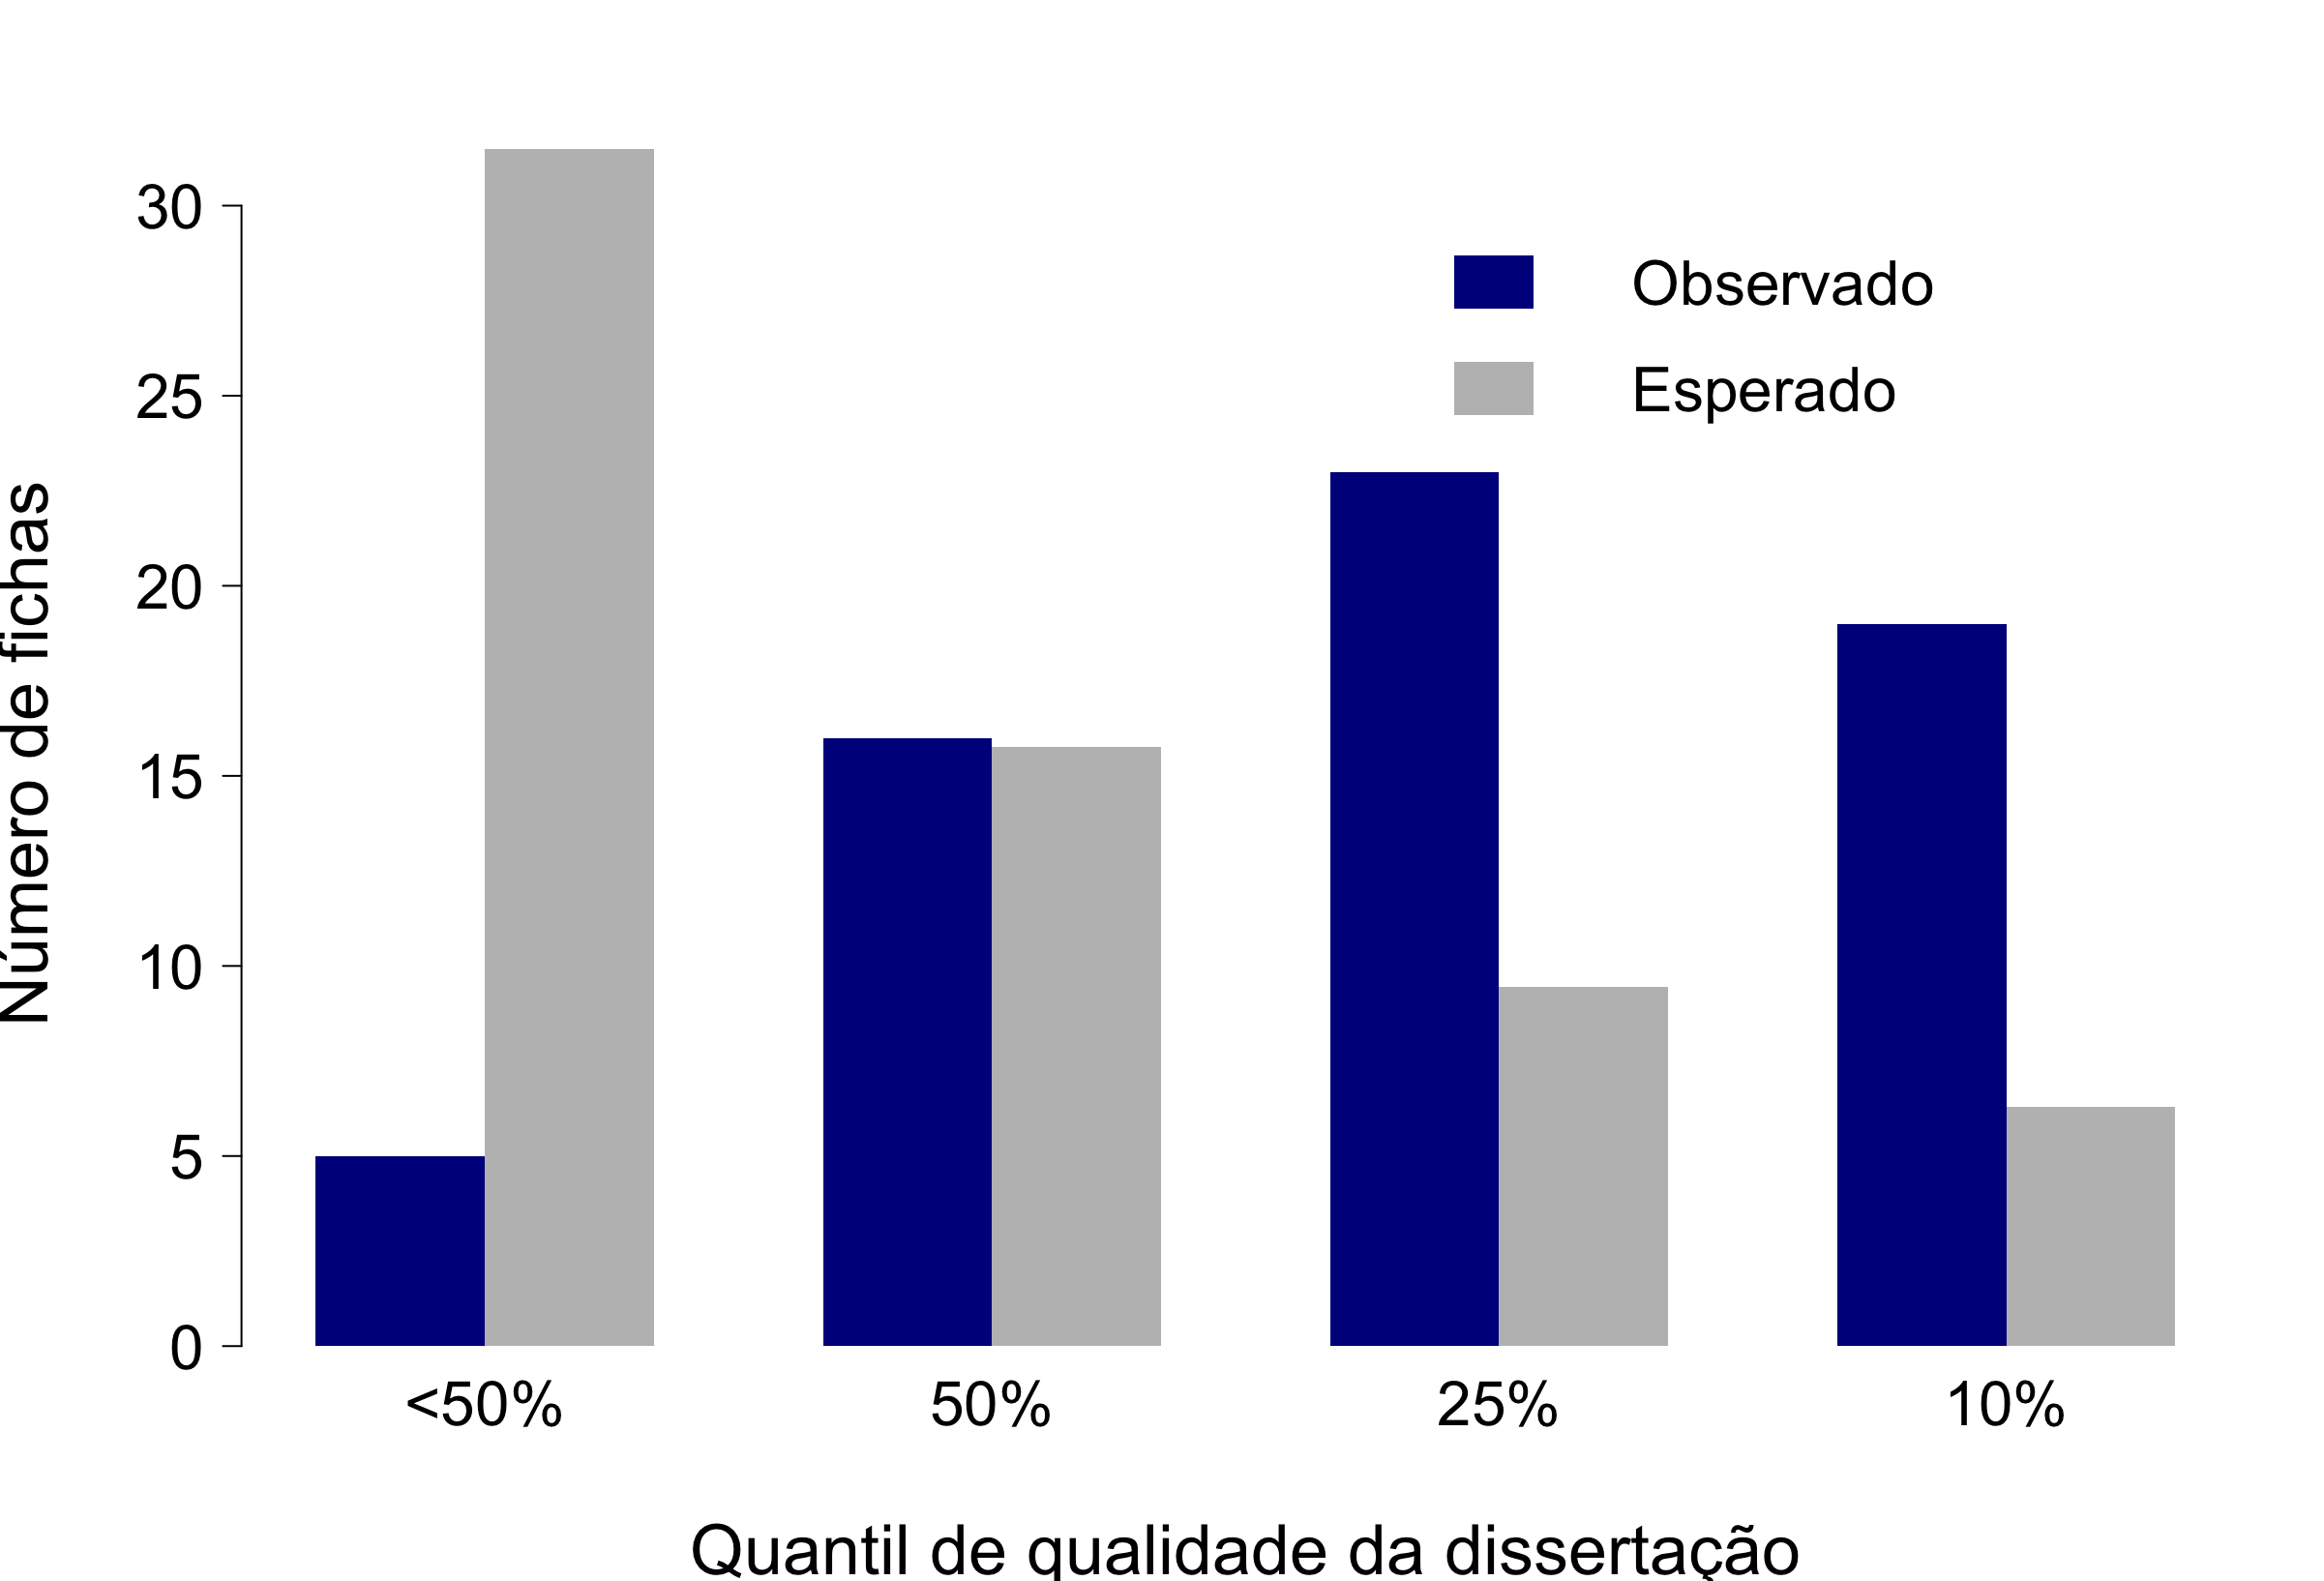 Número de fichas
30
25
20
15
10
5
0
Observado
Esperado
<50% 50% 25% 10%
Quantil de qualidade da dissertação